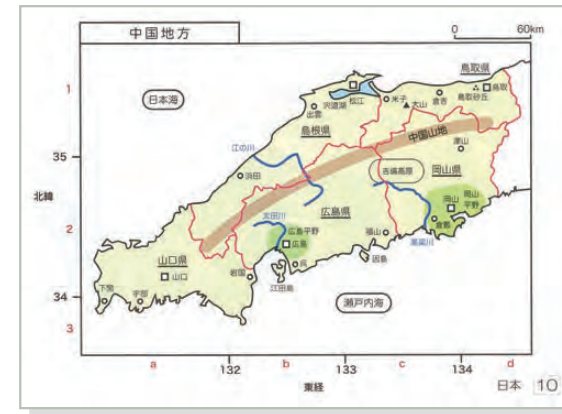 中国地方
0 60km
鳥取県
1
日本海
松江
宍道湖
米子
大山
倉吉
鳥取砂丘
鳥取
出雲
島根県
中国山地
江の川
津山
35
浜田
吉備高原
岡山県
北緯
太田川
広島県
岡山
岡山平野
2
広島平野
広島
福山
倉敷
高梁川
山口県
山口
岩国
呉
因島
江田島
下関
宇部
34
瀬戸内海
3
a b c d
132 133 134
東経
日本 10